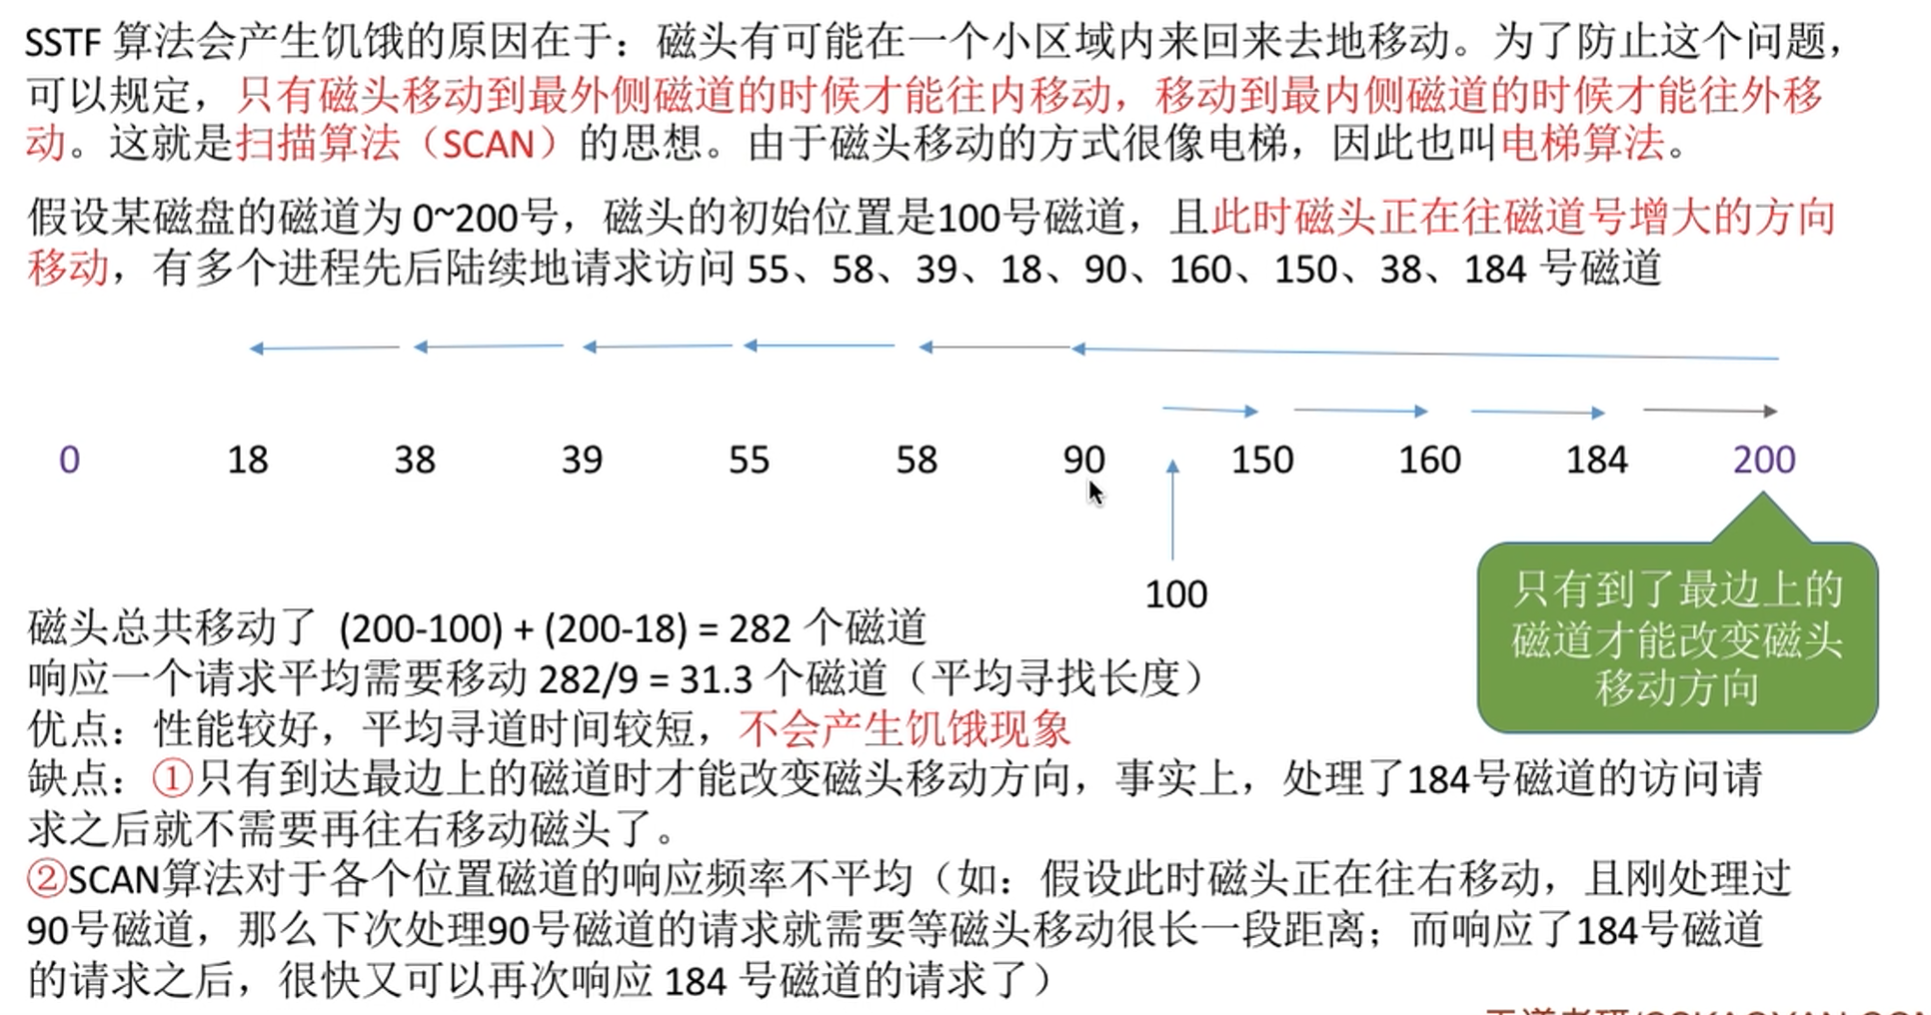 SSTF 算法会产生饥饿的原因在于：磁头有可能在一个小区域内来回来去地移动。为了防止这个问题，
可以规定，只有磁头移动到最外侧磁道的时候才能往内移动，移动到最内侧磁道的时候才能往外移
动。这就是扫描算法（SCAN）的思想。由于磁头移动的方式很像电梯，因此也叫电梯算法。
假设某磁盘的磁道为 0~200号，磁头的初始位置是100号磁道，且此时磁头正在往磁道号增大的方向
移动，有多个进程先后陆续地请求访问 55、58、39、18、90、160、150、38、184 号磁道
0 18 38 39 55 58 90 150 160 184 200
100
只有到了最边上的
磁道才能改变磁头
移动方向
磁头总共移动了 (200-100) + (200-18) = 282 个磁道
响应一个请求平均需要移动 282/9 = 31.3 个磁道（平均寻找长度）
优点：性能较好，平均寻道时间较短，不会产生饥饿现象
缺点：①只有到达最边上的磁道时才能改变磁头移动方向，事实上，处理了184号磁道的访问请
求之后就不需要再往右移动磁头了。
②SCAN算法对于各个位置磁道的响应频率不平均（如：假设此时磁头正在往右移动，且刚处理过
90号磁道，那么下次处理90号磁道的请求就需要等磁头移动很长一段距离；而响应了184号磁道
的请求之后，很快又可以再次响应 184 号磁道的请求了）